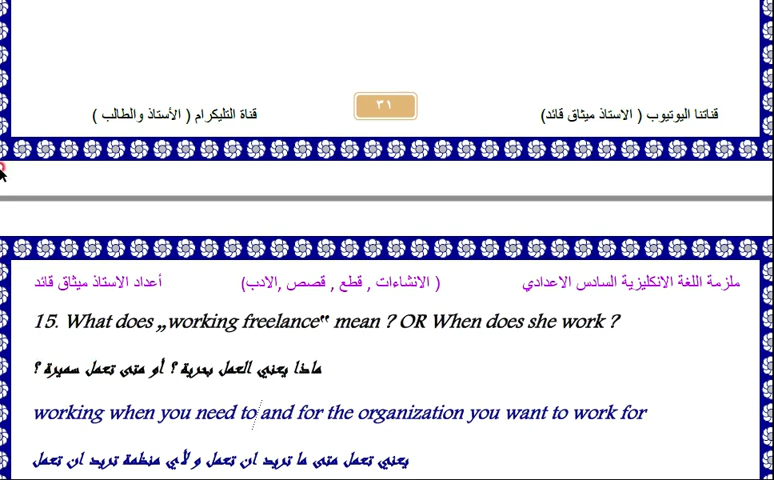 قناتنا اليوتيوب ( الاستاذ ميثاق قائد)
٣١
قناة التليكرام ( الأستاذ والطالب )
ملزمة اللغة الانكليزية السادس الاعدادي
( الانشاءات , قطع , قصص ,الادب)
أعداد الاستاذ ميثاق قائد
15. What does „working freelance‟ mean ? OR When does she work ?
ماذا يعني العمل بحرية ؟ أو متى تعمل سميرة ؟
working when you need to and for the organization you want to work for
يعني تعمل متى ما تريد ان تعمل ولأي منظمة تريد ان تعمل